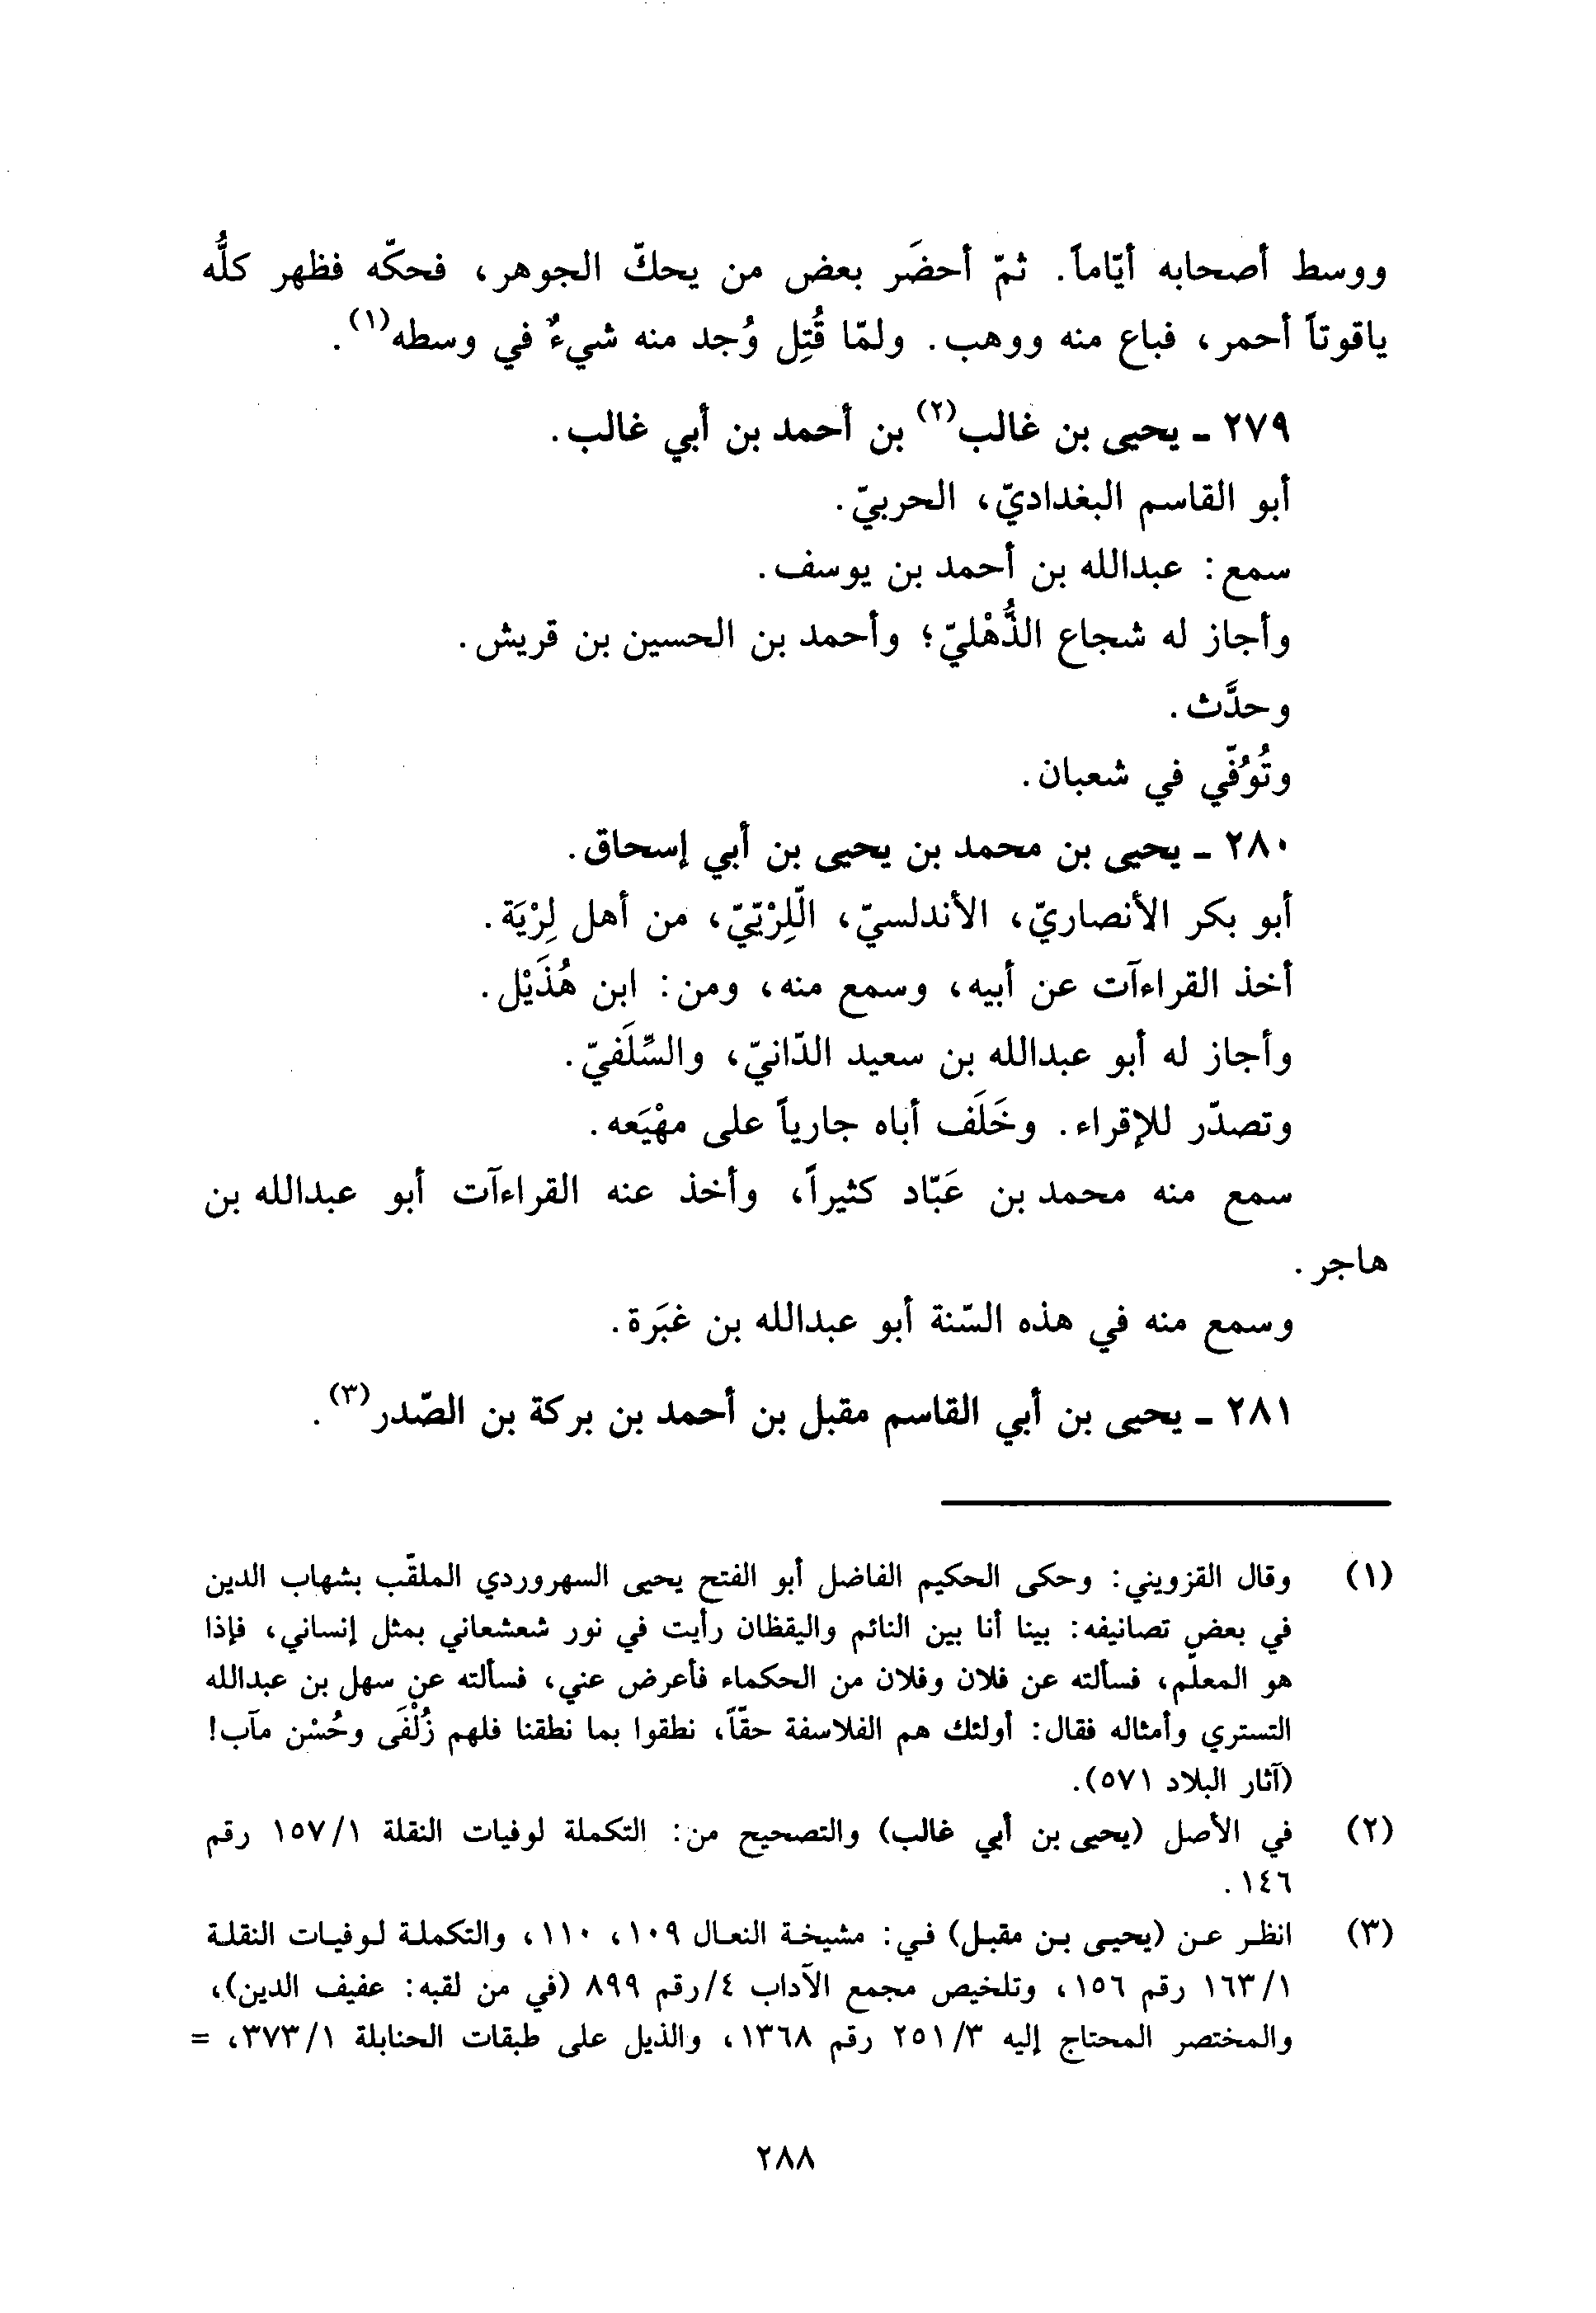 ووسط أصحابه أيّاماً. ثمّ أحضَر بعض من يحكّ الجوهر، فحكّه فظهر كلُّه
ياقوتاً أحمر، فباع منه ووهب. ولمّا قُتِل وُجد منه شيءٌ في وسطه(١).
٢٧٩ - يحيى بن غالب(٢) بن أحمد بن أبي غالب.
أبو القاسم البغداديّ، الحربيّ.
سمع: عبدالله بن أحمد بن يوسف.
وأجاز له شجاع الذُّهْليّ؛ وأحمد بن الحسين بن قريش.
وحدَّث.
وتُوُفّي في شعبان.
٢٨٠ - يحيى بن محمد بن يحيى بن أبي إسحاق.
أبو بكر الأنصاريّ، الأندلسيّ، الّلِرْيّيّ، من أهل لِرْيَة.
أخذ القراءآت عن أبيه، وسمع منه، ومن: ابن هُذَيْل.
وأجاز له أبو عبدالله بن سعيد الدّانيّ، والسِّلَفيّ.
وتصدّر للإقراء. وخَلَف أباه جارياً على مهْيَعه.
سمع منه محمد بن عَبّاد كثيراً، وأخذ عنه القراءآت أبو عبدالله بن
هاجر.
وسمع منه في هذه السّنة أبو عبدالله بن غبَرة.
٢٨١ - يحيى بن أبي القاسم مقبل بن أحمد بن بركة بن الصّدر(٣).
(١) وقال القزويني: وحكى الحكيم الفاضل أبو الفتح يحيى السهروردي الملقّب بشهاب الدين
في بعض تصانيفه: بينا أنا بين النائم واليقظان رأيت في نور شعشعاني بمثل إنساني، فإذا
هو المعلّم، فسألته عن فلان وفلان من الحكماء فأعرض عني، فسألته عن سهل بن عبدالله
التستري وأمثاله فقال: أولئك هم الفلاسفة حقّاً، نطقوا بما نطقنا فلهم زُلْفَى وحُسْن مآب!
(آثار البلاد ٥٧١).
(٢) في الأصل (يحيى بن أبي غالب) والتصحيح من: التكملة لوفيات النقلة ١/١٥٧ رقم
١٤٦.
(٣) انظر عن (يحيى بن مقبل) في: مشيخة النعال ١٠٩، ١١٠، والتكملة لوفيات النقلة
١/١٦٣ رقم ١٥٦، وتلخيص مجمع الآداب ٤/رقم ٨٩٩ (في من لقبه: عفيف الدين)،
والمختصر المحتاج إليه ٣/٢٥١ رقم ١٣٦٨، والذيل على طبقات الحنابلة ١/٣٧٣، =
٢٨٨